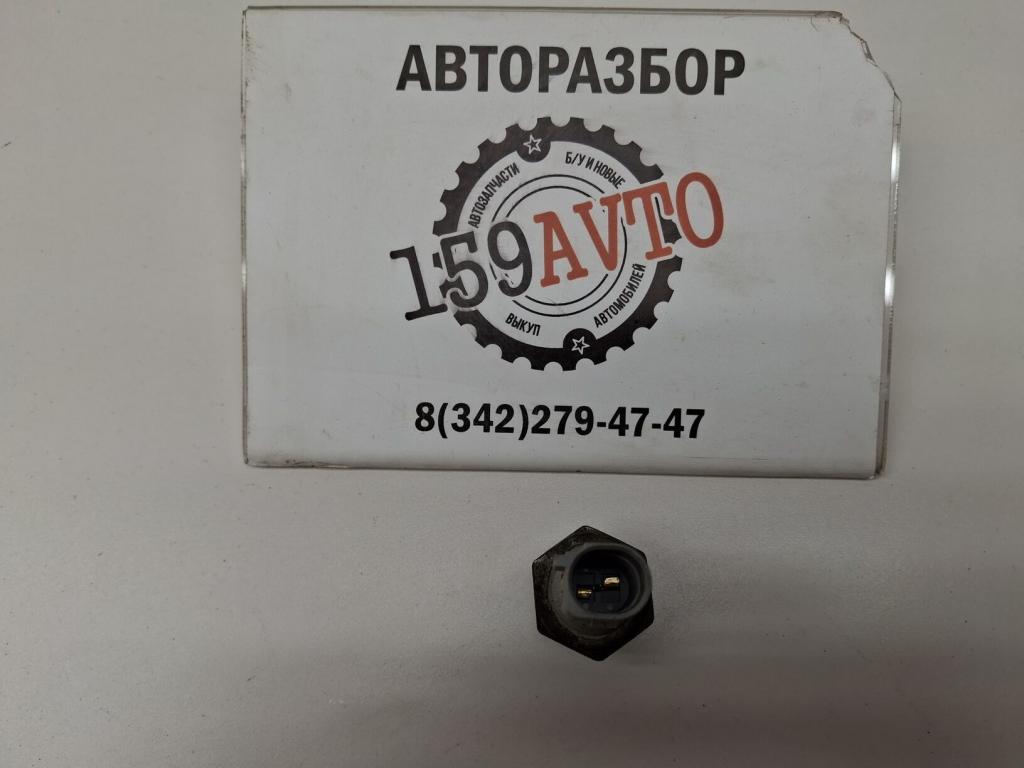 АВТОРАЗБОР
АВТОЗАПЧАСТИ
Б/У И НОВЫЕ
159AVTO
ВЫКУП
АВТОМОБИЛЕЙ
8(342)279-47-47